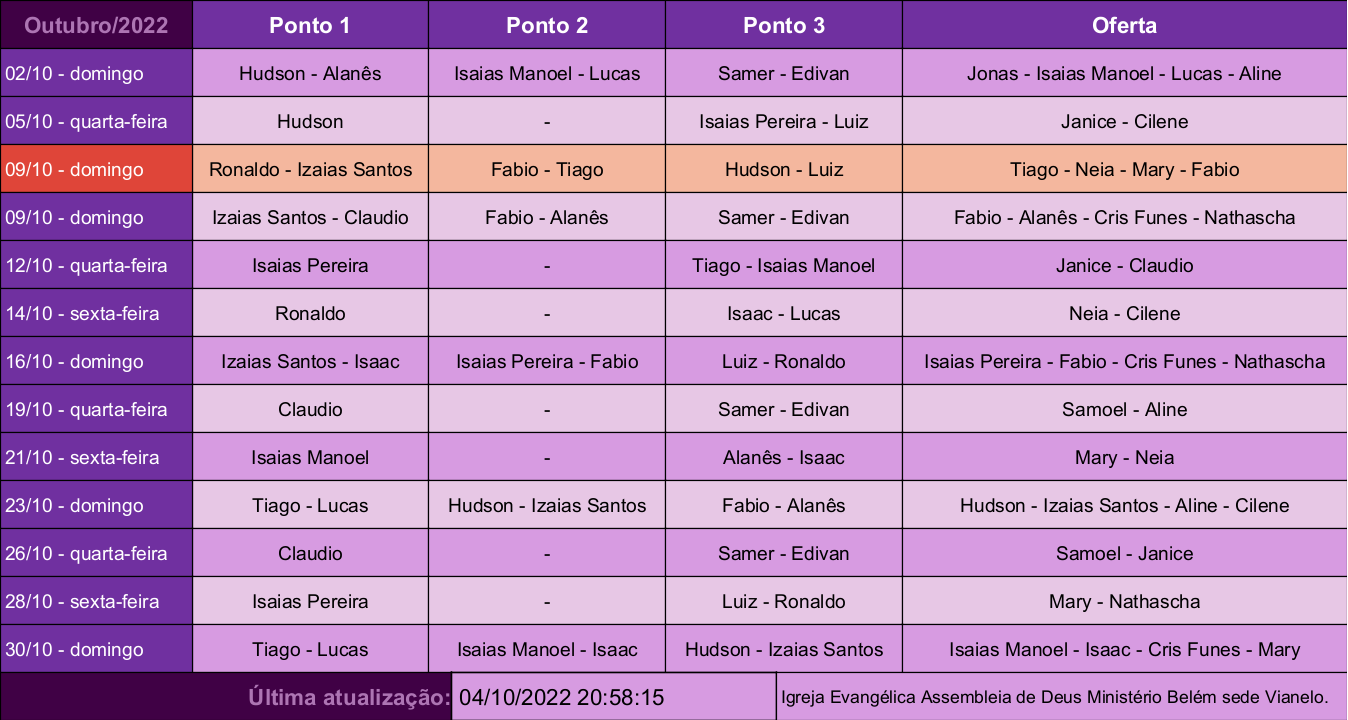 Outubro/2022 Ponto 1 Ponto 2 Ponto 3 Oferta
02/10 - domingo Hudson - Alanês Isaias Manoel - Lucas Samer - Edivan Jonas - Isaias Manoel - Lucas - Aline
05/10 - quarta-feira Hudson - Isaias Pereira - Luiz Janice - Cilene
09/10 - domingo Ronaldo - Izaias Santos Fabio - Tiago Hudson - Luiz Tiago - Neia - Mary - Fabio
09/10 - domingo Izaias Santos - Claudio Fabio - Alanês Samer - Edivan Fabio - Alanês - Cris Funes - Nathascha
12/10 - quarta-feira Isaias Pereira - Tiago - Isaias Manoel Janice - Claudio
14/10 - sexta-feira Ronaldo - Isaac - Lucas Neia - Cilene
16/10 - domingo Izaias Santos - Isaac Isaias Pereira - Fabio Luiz - Ronaldo Isaias Pereira - Fabio - Cris Funes - Nathascha
19/10 - quarta-feira Claudio - Samer - Edivan Samoel - Aline
21/10 - sexta-feira Isaias Manoel - Alanês - Isaac Mary - Neia
23/10 - domingo Tiago - Lucas Hudson - Izaias Santos Fabio - Alanês Hudson - Izaias Santos - Aline - Cilene
26/10 - quarta-feira Claudio - Samer - Edivan Samoel - Janice
28/10 - sexta-feira Isaias Pereira - Luiz - Ronaldo Mary - Nathascha
30/10 - domingo Tiago - Lucas Isaias Manoel - Isaac Hudson - Izaias Santos Isaias Manoel - Isaac - Cris Funes - Mary
Última atualização: 04/10/2022 20:58:15 Igreja Evangélica Assembleia de Deus Ministério Belém sede Vianelo.